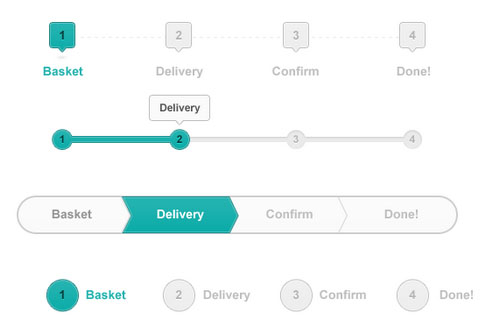 1 2 3 4
Basket Delivery Confirm Done!
Delivery
1 2 3 4
Basket Delivery Confirm Done!
1 Basket 2 Delivery 3 Confirm 4 Done!